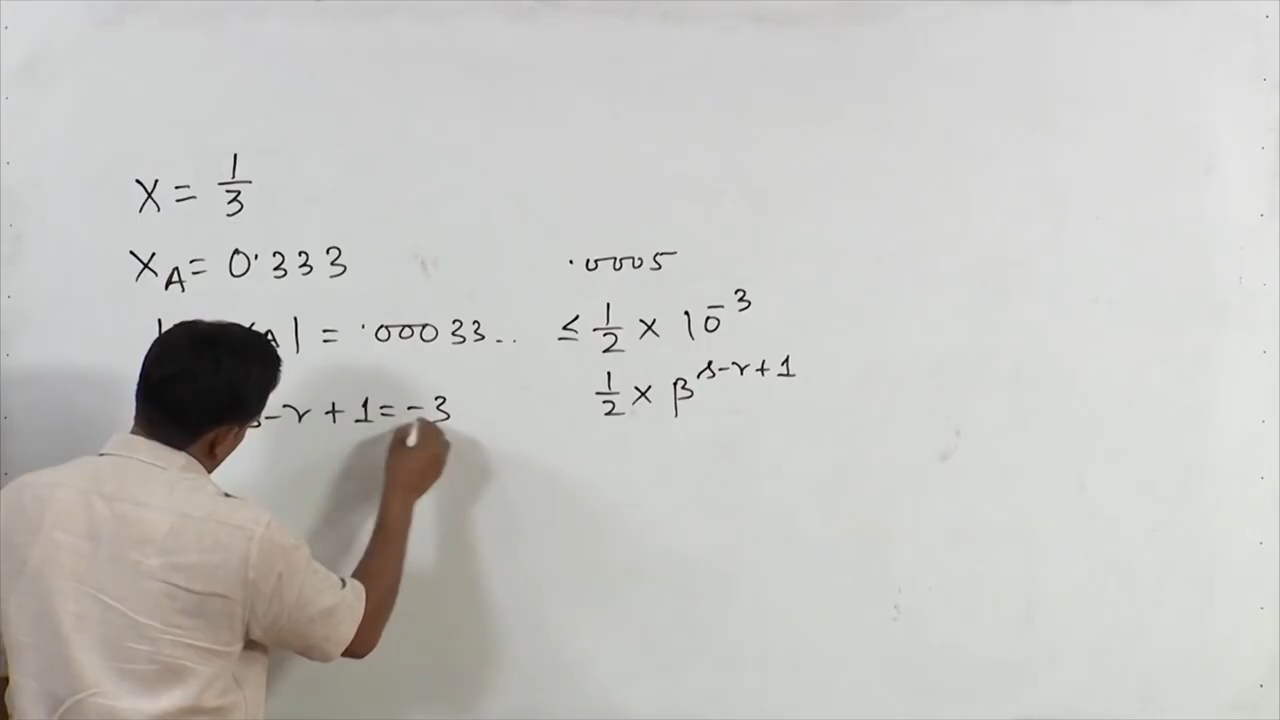 X = 1/3
X_A = 0.333
.0005
| = .00033.. ≤ 1/2 × 10^-3
1/2 × β^(s-r+1)
s-r+1 = -3